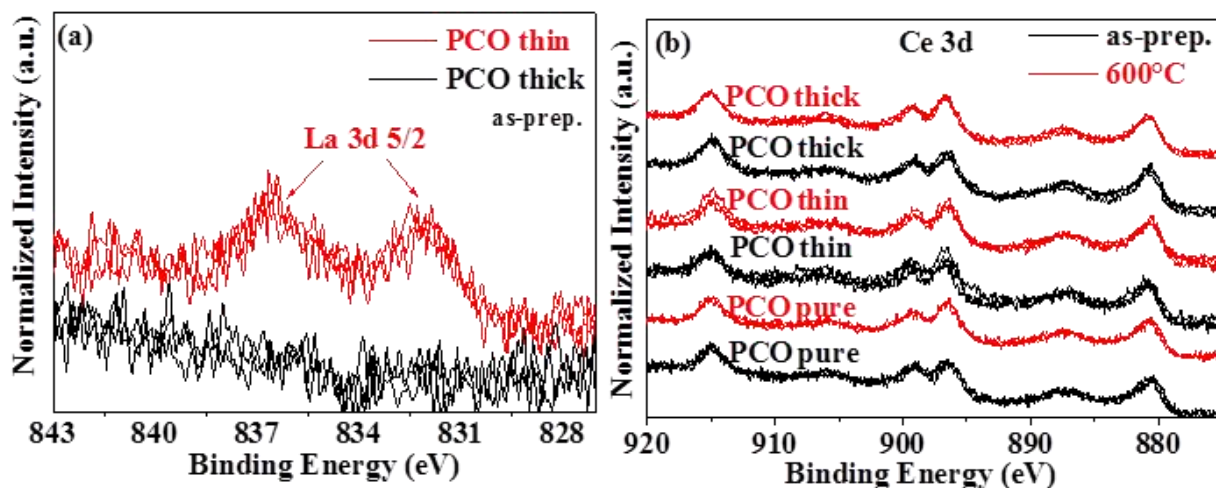 (a)
PCO thin
PCO thick
as-prep.
La 3d 5/2
Normalized Intensity (a.u.)
843 840 837 834 831 828
Binding Energy (eV)
(b)
Ce 3d
as-prep.
600°C
PCO thick
PCO thick
PCO thin
PCO thin
PCO pure
PCO pure
Normalized Intensity (a.u.)
920 910 900 890 880
Binding Energy (eV)